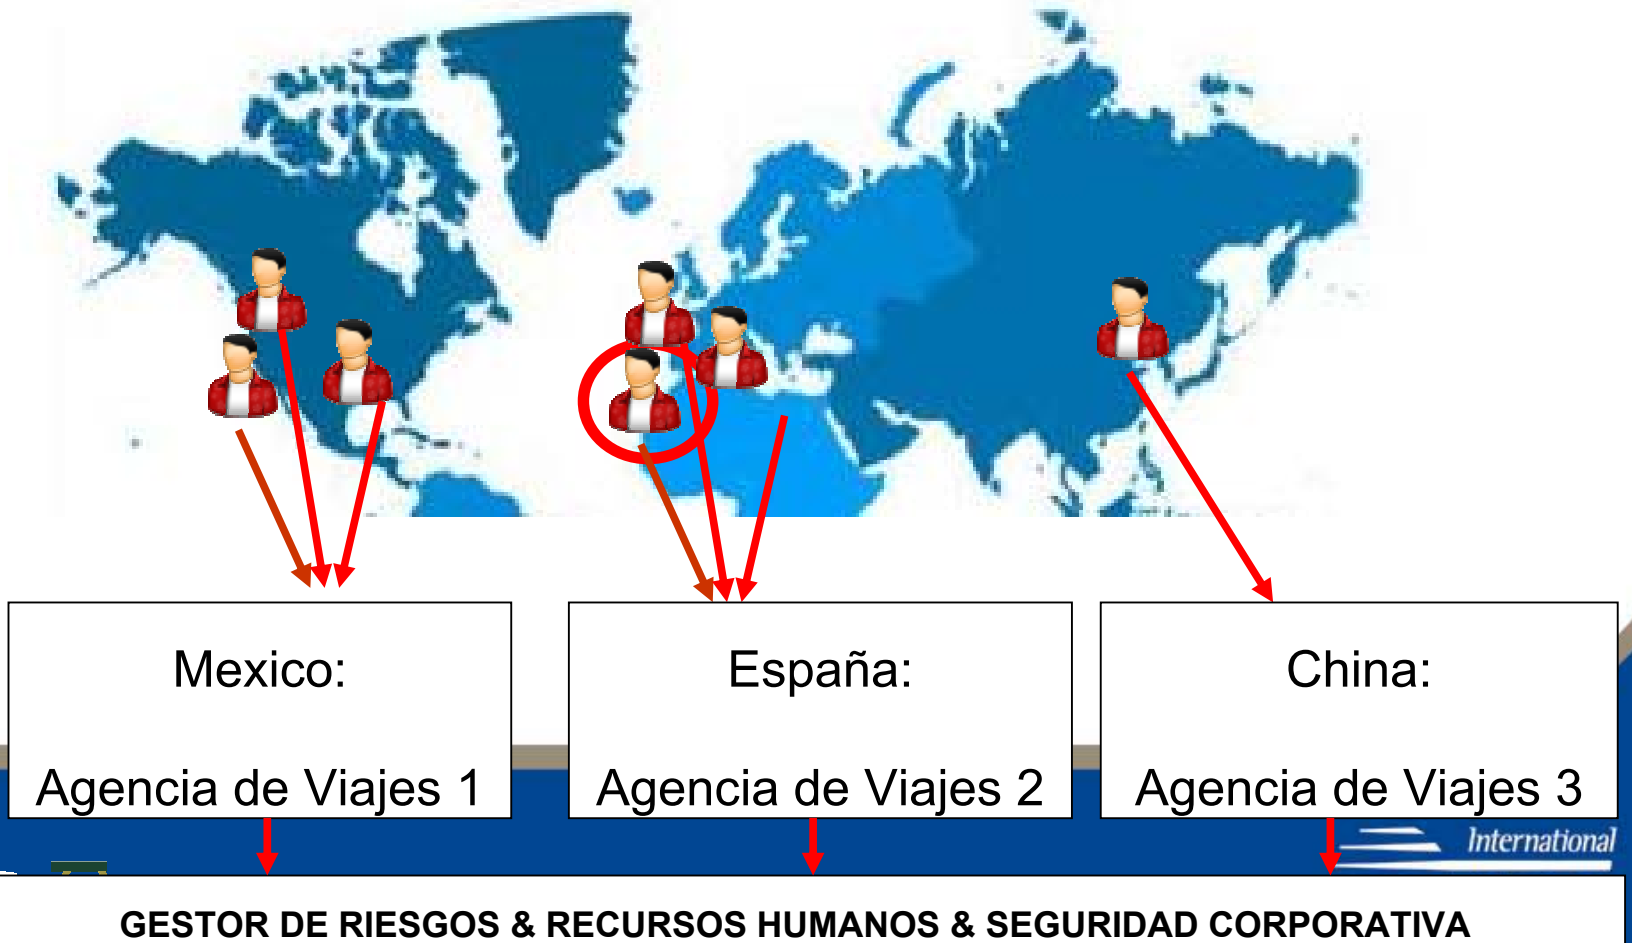 Mexico:
Agencia de Viajes 1
España:
Agencia de Viajes 2
China:
Agencia de Viajes 3
International
GESTOR DE RIESGOS & RECURSOS HUMANOS & SEGURIDAD CORPORATIVA